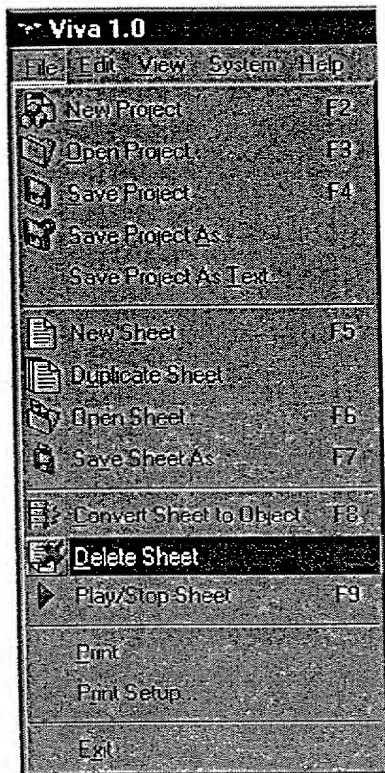 Viva 1.0
File Edit View System Help
New Project F2
Open Project... F3
Save Project F4
Save Project As...
Save Project As Text...
New Sheet F5
Duplicate Sheet...
Open Sheet... F6
Save Sheet As... F7
Convert Sheet to Object F8
Delete Sheet
Play/Stop Sheet F9
Print
Print Setup...
Exit